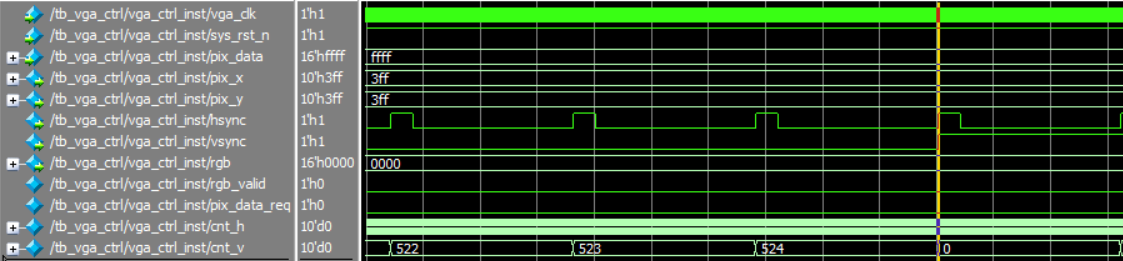 /tb_vga_ctrl/vga_ctrl_inst/vga_clk 1'h1
/tb_vga_ctrl/vga_ctrl_inst/sys_rst_n 1'h1
/tb_vga_ctrl/vga_ctrl_inst/pix_data 16'hffff ffff
/tb_vga_ctrl/vga_ctrl_inst/pix_x 10'h3ff 3ff
/tb_vga_ctrl/vga_ctrl_inst/pix_y 10'h3ff 3ff
/tb_vga_ctrl/vga_ctrl_inst/hsync 1'h1
/tb_vga_ctrl/vga_ctrl_inst/vsync 1'h1
/tb_vga_ctrl/vga_ctrl_inst/rgb 16'h0000 0000
/tb_vga_ctrl/vga_ctrl_inst/rgb_valid 1'h0
/tb_vga_ctrl/vga_ctrl_inst/pix_data_req 1'h0
/tb_vga_ctrl/vga_ctrl_inst/cnt_h 10'd0
/tb_vga_ctrl/vga_ctrl_inst/cnt_v 10'd0 522 523 524 0